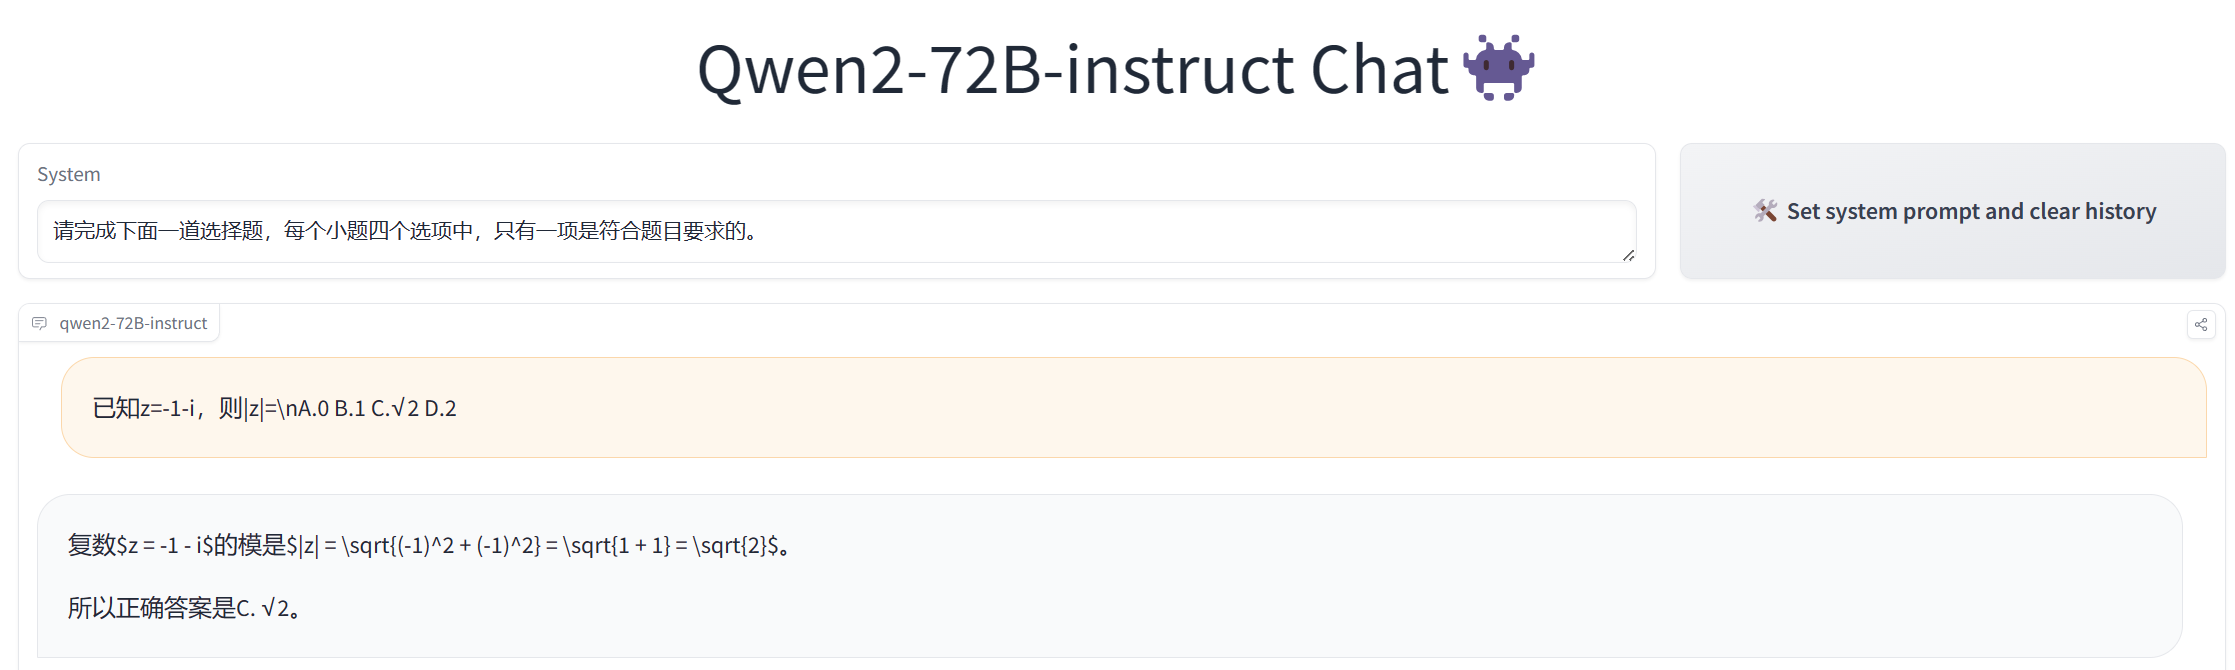 Qwen2-72B-instruct Chat
System
请完成下面一道选择题，每个小题四个选项中，只有一项是符合题目要求的。
Set system prompt and clear history
qwen2-72B-instruct
已知z=-1-i，则|z|=\nA.0 B.1 C.√2 D.2
复数$z = -1 - i$的模是$|z| = \sqrt{(-1)^2 + (-1)^2} = \sqrt{1 + 1} = \sqrt{2}$。
所以正确答案是C. √2。